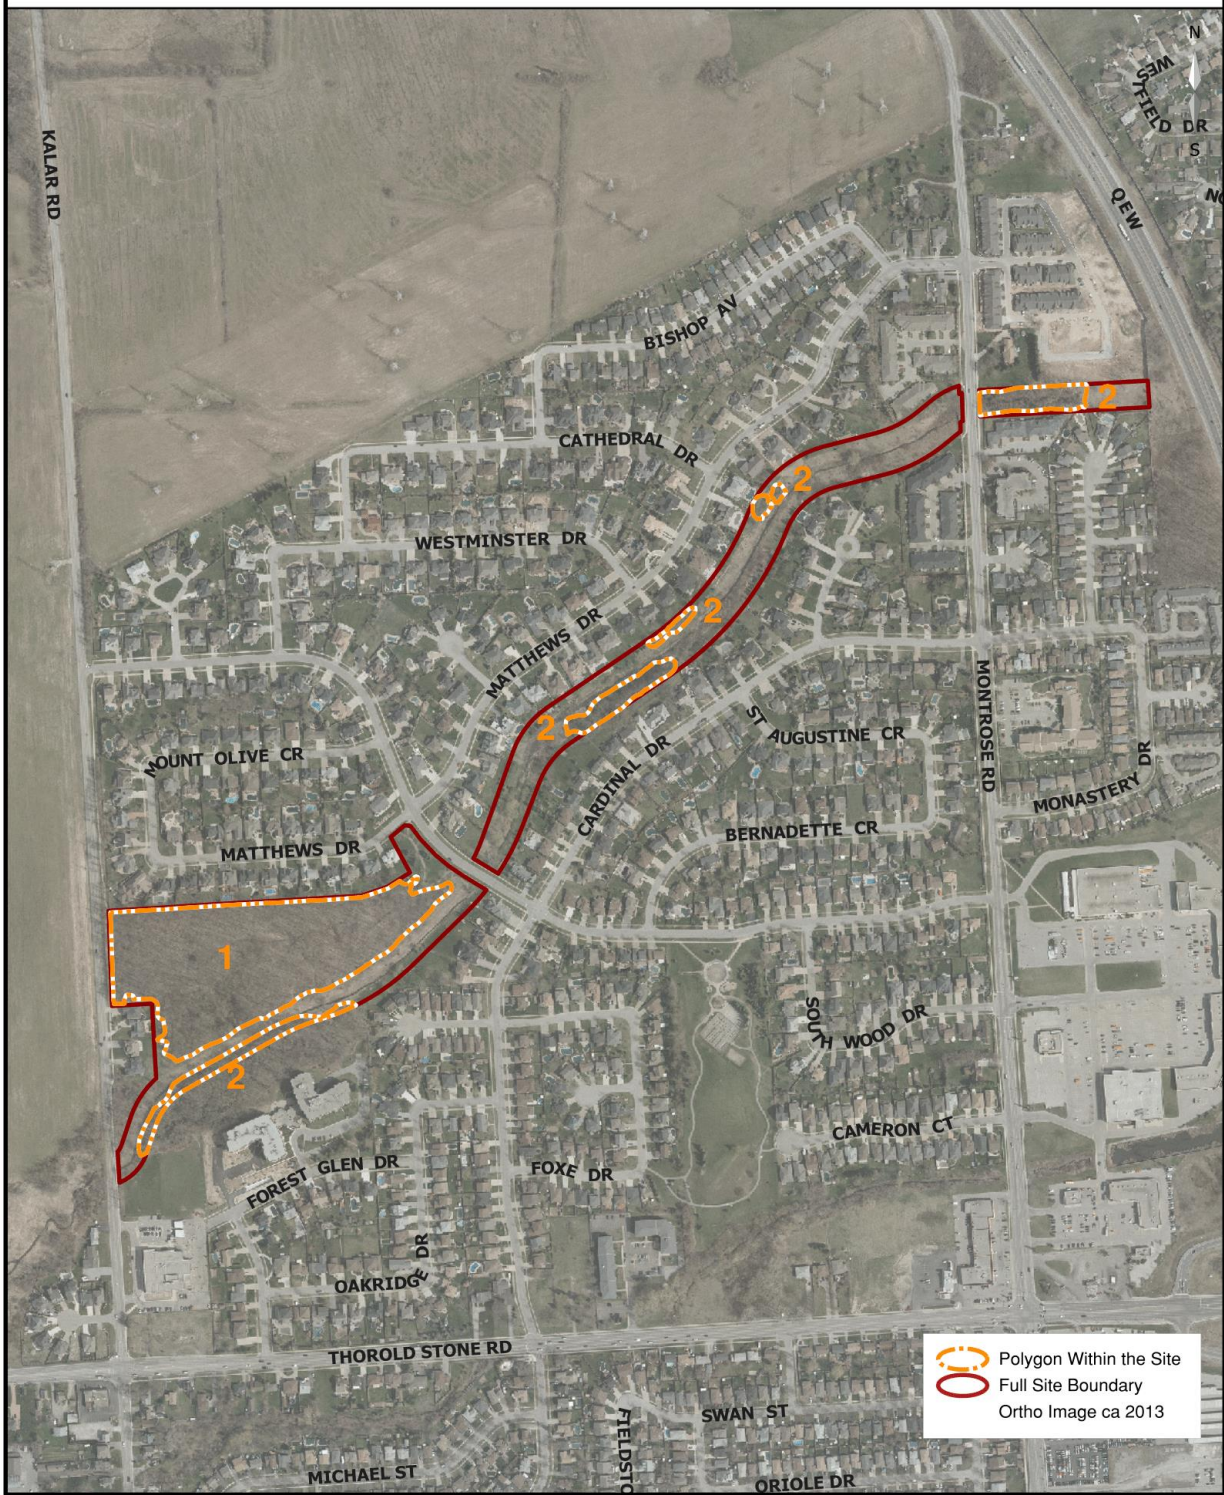 N
WESTFIELD DR
S
KALAR RD
QEW
NO
BISHOP AV
CATHEDRAL DR
2
2
WESTMINSTER DR
MATTHEWS DR
2
2
ST AUGUSTINE CR
MONTROSE RD
MOUNT OLIVE CR
CARDINAL DR
MONASTERY DR
BERNADETTE CR
MATTHEWS DR
1
SOUTH WOOD DR
2
CAMERON CT
FOREST GLEN DR
FOXE DR
OAKRIDGE DR
THOROLD STONE RD
Polygon Within the Site
Full Site Boundary
Ortho Image ca 2013
SWAN ST
FIELDSTO
MICHAEL ST
ORIOLE DR